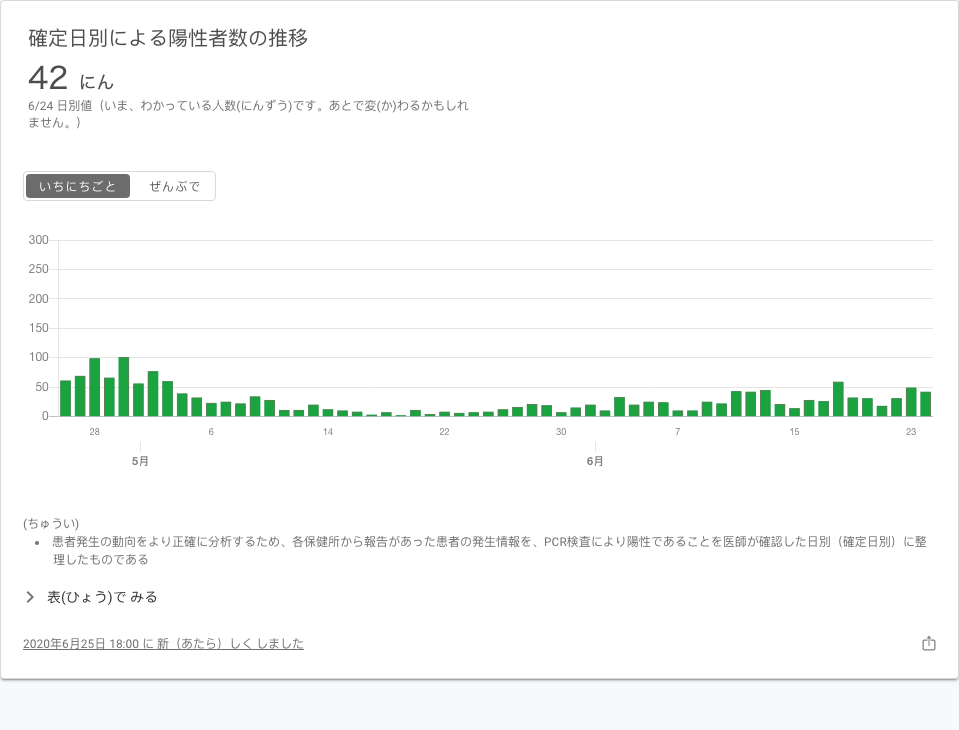 確定日別による陽性者数の推移
42 にん
6/24 日別値（いま、わかっている人数(にんずう)です。あとで変(か)わるかもしれ
ません。）
いちにちごと ぜんぶで
300
250
200
150
100
50
0
28 6 14 22 30 7 15 23
5月 6月
(ちゅうい)
• 患者発生の動向をより正確に分析するため、各保健所から報告があった患者の発生情報を、PCR検査により陽性であることを医師が確認した日別（確定日別）に整
理したものである
表(ひょう)で みる
2020年6月25日 18:00 に 新（あたら）しく しました